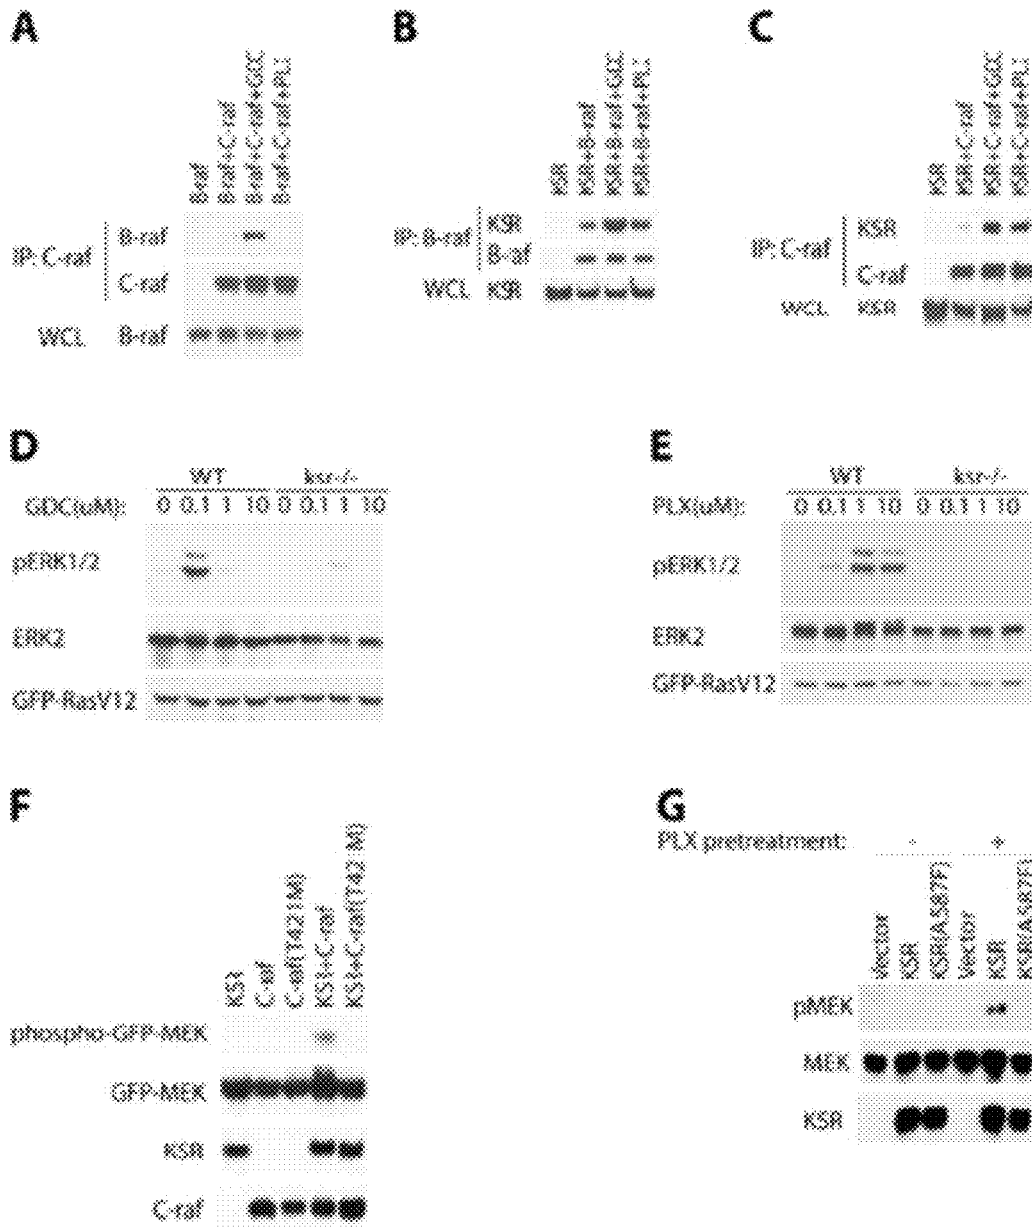 A
B-raf
B-raf+C-raf
B-raf+C-raf+GDC
B-raf+C-raf+PLX
IP: C-raf
B-raf
C-raf
WCL B-raf
B
KSR
KSR+B-raf
KSR+B-raf+GDC
KSR+B-raf+PLX
IP: B-raf
KSR
B-raf
WCL KSR
C
KSR
KSR+C-raf
KSR+C-raf+GDC
KSR+C-raf+PLX
IP: C-raf
KSR
C-raf
WCL KSR
D
WT ksr-/-
GDC(uM): 0 0.1 1 10 0 0.1 1 10
pERK1/2
ERK2
GFP-RasV12
E
WT ksr-/-
PLX(uM): 0 0.1 1 10 0 0.1 1 10
pERK1/2
ERK2
GFP-RasV12
F
KSR
C-raf
C-raf(T421M)
KSR+C-raf
KSR+C-raf(T421M)
phospho-GFP-MEK
GFP-MEK
KSR
C-raf
G
PLX pretreatment: - +
Vector
KSR
KSR(A587F)
Vector
KSR
KSR(A587F)
pMEK
MEK
KSR